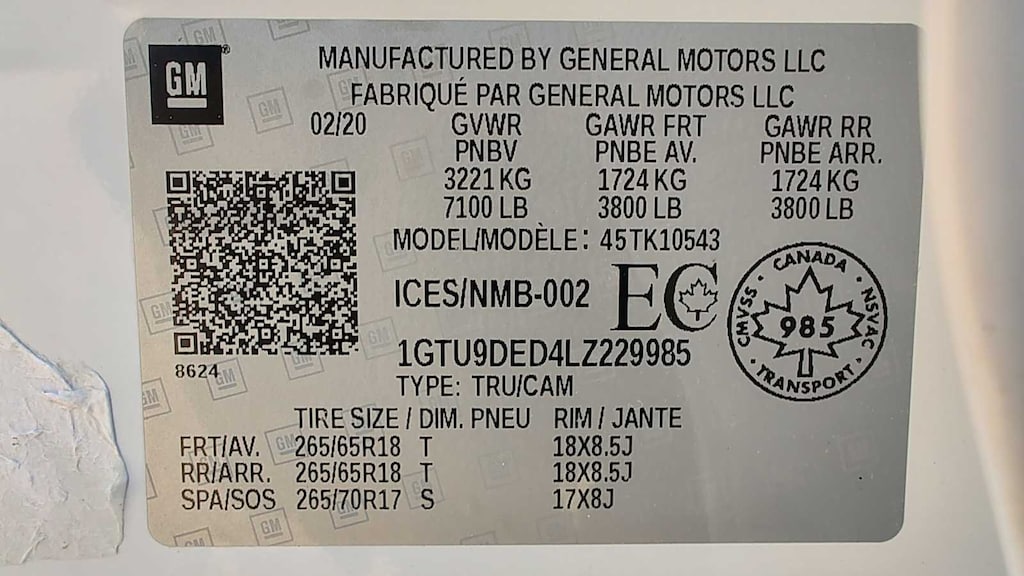 GM
MANUFACTURED BY GENERAL MOTORS LLC
FABRIQUÉ PAR GENERAL MOTORS LLC
02/20 GVWR GAWR FRT GAWR RR
PNBV PNBE AV. PNBE ARR.
3221 KG 1724 KG 1724 KG
7100 LB 3800 LB 3800 LB
MODEL/MODÈLE: 45TK10543
ICES/NMB-002 EC
CANADA
CMVSS · NSVAC
985
TRANSPORT
1GTU9DED4LZ229985
8624
TYPE: TRU/CAM
TIRE SIZE / DIM. PNEU RIM / JANTE
FRT/AV. 265/65R18 T 18X8.5J
RR/ARR. 265/65R18 T 18X8.5J
SPA/SOS 265/70R17 S 17X8J